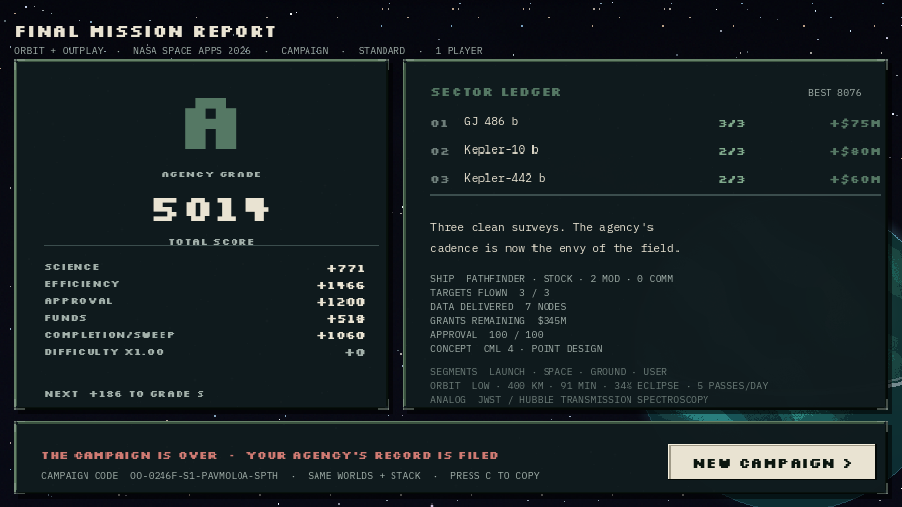 FINAL MISSION REPORT
ORBIT + OUTPLAY · NASA SPACE APPS 2026 · CAMPAIGN · STANDARD · 1 PLAYER
A
AGENCY GRADE
5014
TOTAL SCORE
SCIENCE +771
EFFICIENCY +1466
APPROVAL +1200
FUNDS +518
COMPLETION/SWEEP +1060
DIFFICULTY X1.00 +0
NEXT +186 TO GRADE S
SECTOR LEDGER BEST 8076
01 GJ 486 b 3/3 +$75M
02 Kepler-10 b 2/3 +$80M
03 Kepler-442 b 2/3 +$60M
Three clean surveys. The agency's
cadence is now the envy of the field.
SHIP PATHFINDER · STOCK · 2 MOD · 0 COMM
TARGETS FLOWN 3 / 3
DATA DELIVERED 7 NODES
GRANTS REMAINING $345M
APPROVAL 100 / 100
CONCEPT CML 4 · POINT DESIGN
SEGMENTS LAUNCH · SPACE · GROUND · USER
ORBIT LOW · 400 KM · 91 MIN · 34% ECLIPSE · 5 PASSES/DAY
ANALOG JWST / HUBBLE TRANSMISSION SPECTROSCOPY
THE CAMPAIGN IS OVER · YOUR AGENCY'S RECORD IS FILED
CAMPAIGN CODE OO-0246F-S1-PAVMOLOA-SPTH · SAME WORLDS + STACK · PRESS C TO COPY
NEW CAMPAIGN >